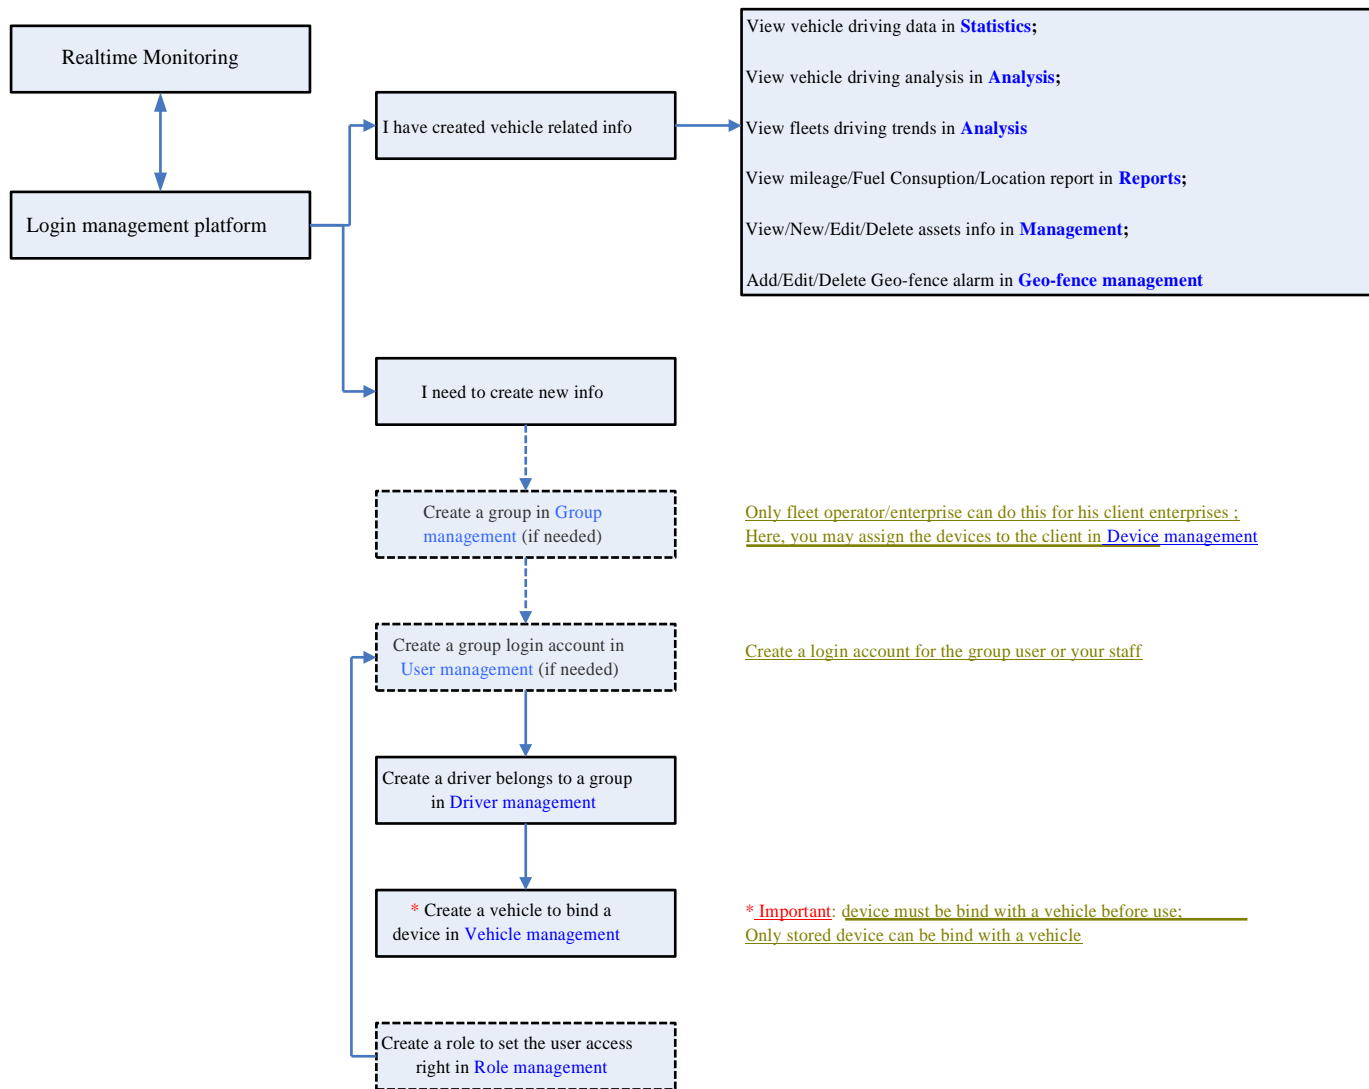 Realtime Monitoring
Login management platform
I have created vehicle related info
View vehicle driving data in Statistics;
View vehicle driving analysis in Analysis;
View fleets driving trends in Analysis
View mileage/Fuel Consuption/Location report in Reports;
View/New/Edit/Delete assets info in Management;
Add/Edit/Delete Geo-fence alarm in Geo-fence management
I need to create new info
Create a group in Group
management (if needed)
Only fleet operator/enterprise can do this for his client enterprises ;
Here, you may assign the devices to the client in Device management
Create a group login account in
User management (if needed)
Create a login account for the group user or your staff
Create a driver belongs to a group
in Driver management
* Create a vehicle to bind a
device in Vehicle management
* Important: device must be bind with a vehicle before use;
Only stored device can be bind with a vehicle
Create a role to set the user access
right in Role management